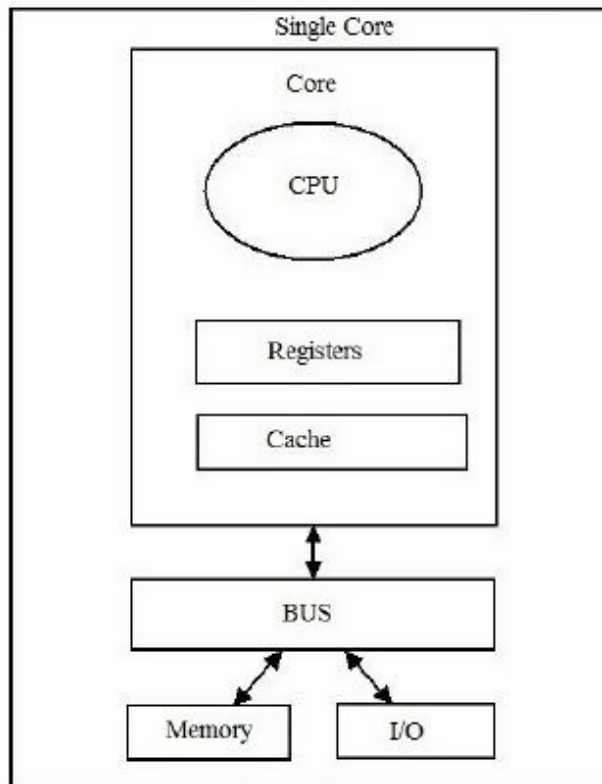 Single Core
Core
CPU
Registers
Cache
BUS
Memory
I/O